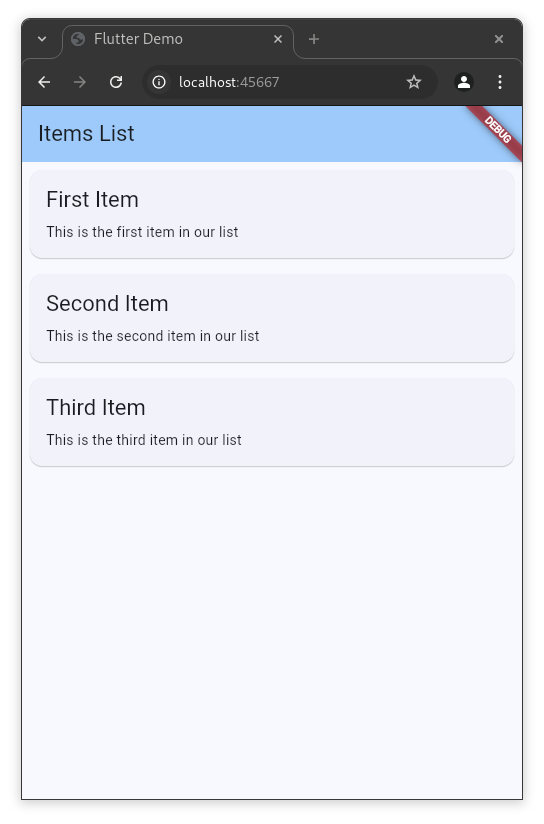 Flutter Demo
localhost:45667
Items List
DEBUG
First Item
This is the first item in our list
Second Item
This is the second item in our list
Third Item
This is the third item in our list